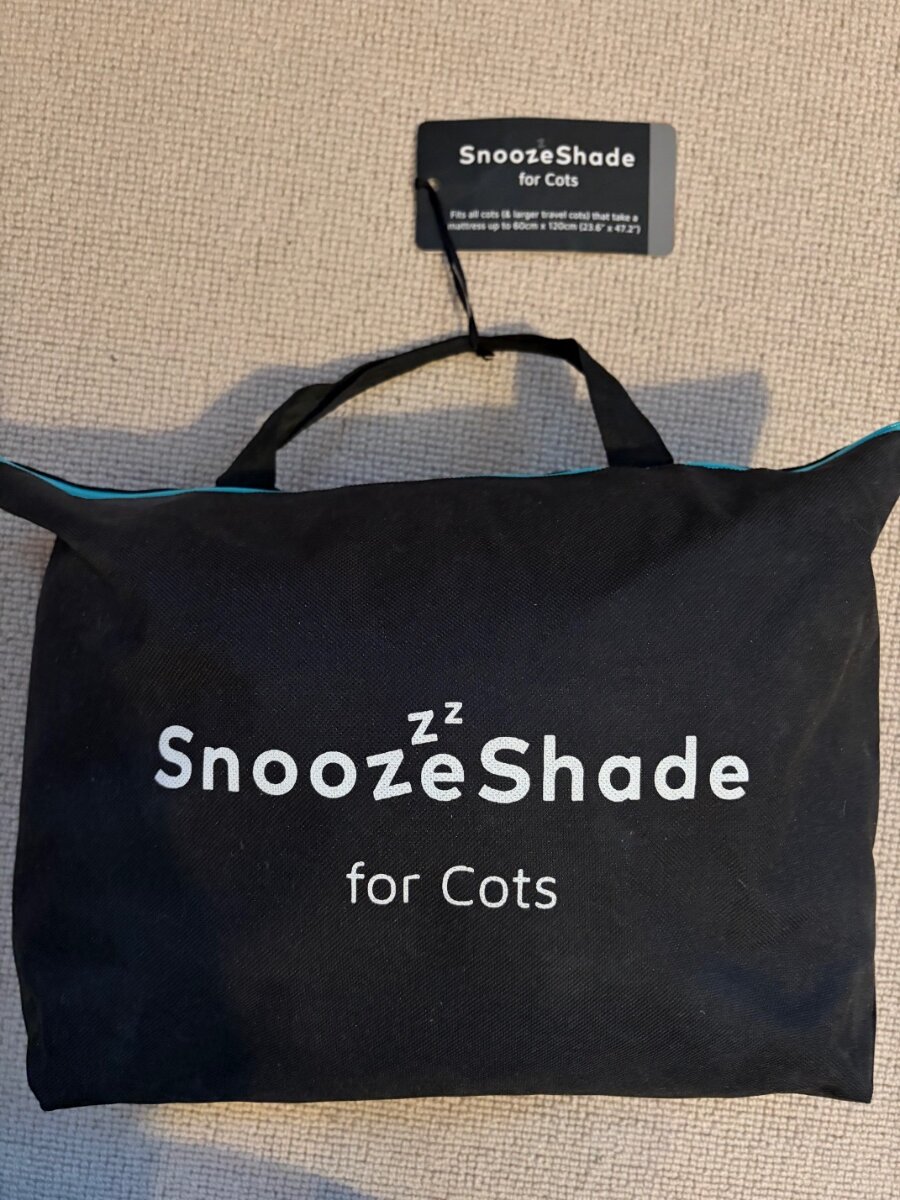 SnoozeShade
for Cots
Fits all cots (& larger travel cots) that take a
mattress up to 60cm x 120cm (23.6" x 47.2")
zz
SnoozeShade
for Cots